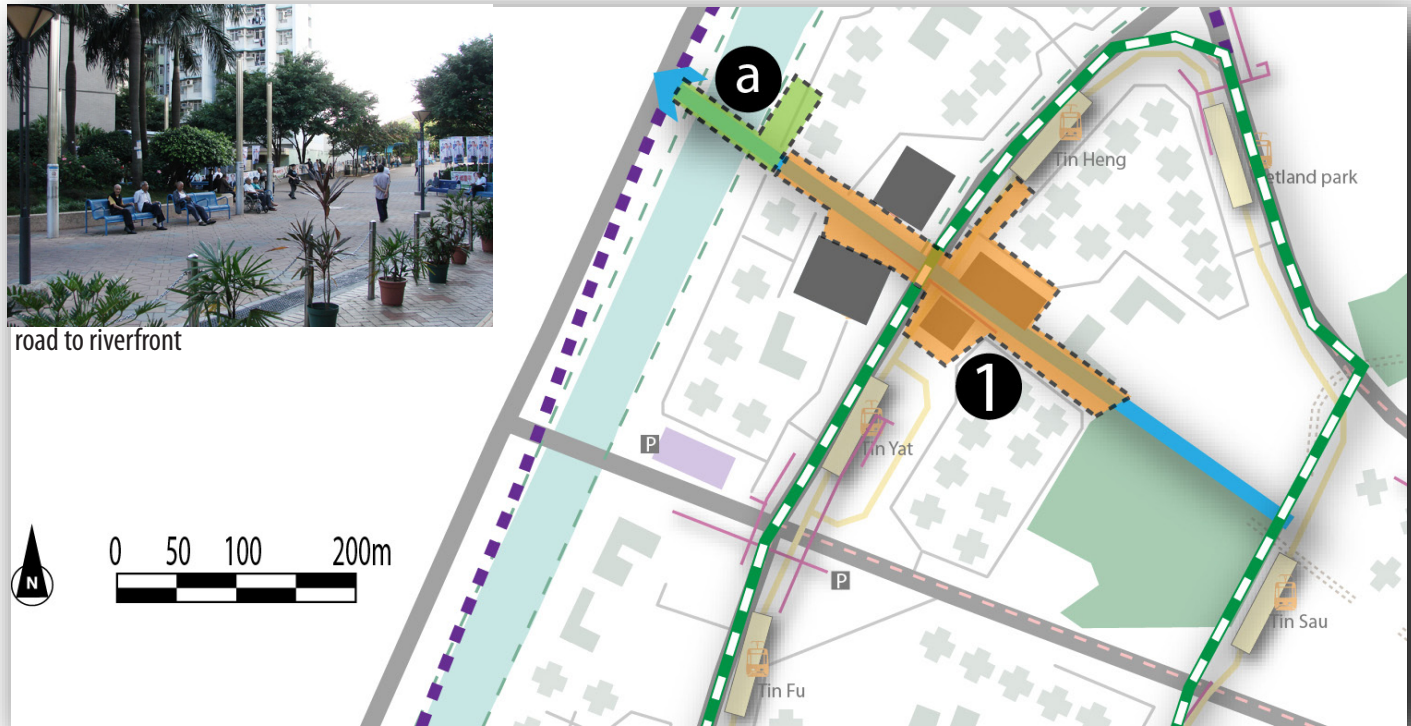 a
Tin Heng
etland park
road to riverfront
1
P
Tin Yat
N
0 50 100 200m
P
Tin Sau
Tin Fu